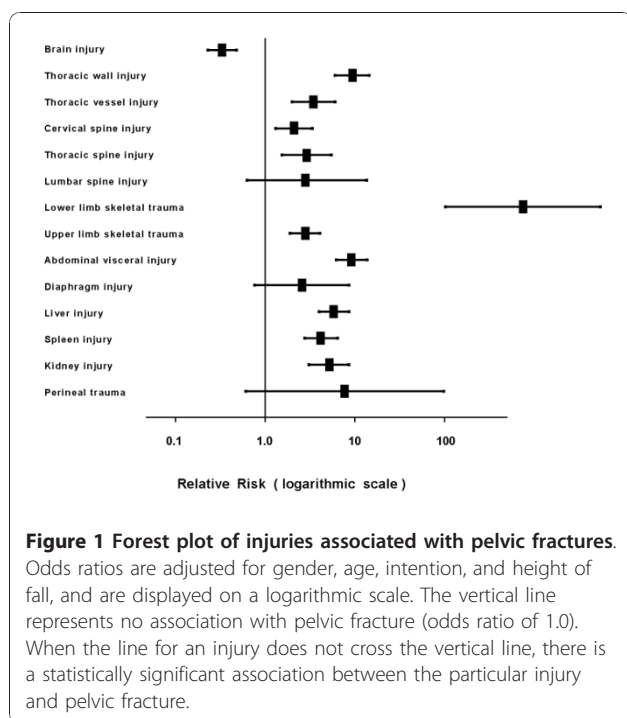 Brain injury
Thoracic wall injury
Thoracic vessel injury
Cervical spine injury
Thoracic spine injury
Lumbar spine injury
Lower limb skeletal trauma
Upper limb skeletal trauma
Abdominal visceral injury
Diaphragm injury
Liver injury
Spleen injury
Kidney injury
Perineal trauma
0.1 1.0 10 100
Relative Risk ( logarithmic scale )
Figure 1 Forest plot of injuries associated with pelvic fractures.
Odds ratios are adjusted for gender, age, intention, and height of
fall, and are displayed on a logarithmic scale. The vertical line
represents no association with pelvic fracture (odds ratio of 1.0).
When the line for an injury does not cross the vertical line, there is
a statistically significant association between the particular injury
and pelvic fracture.